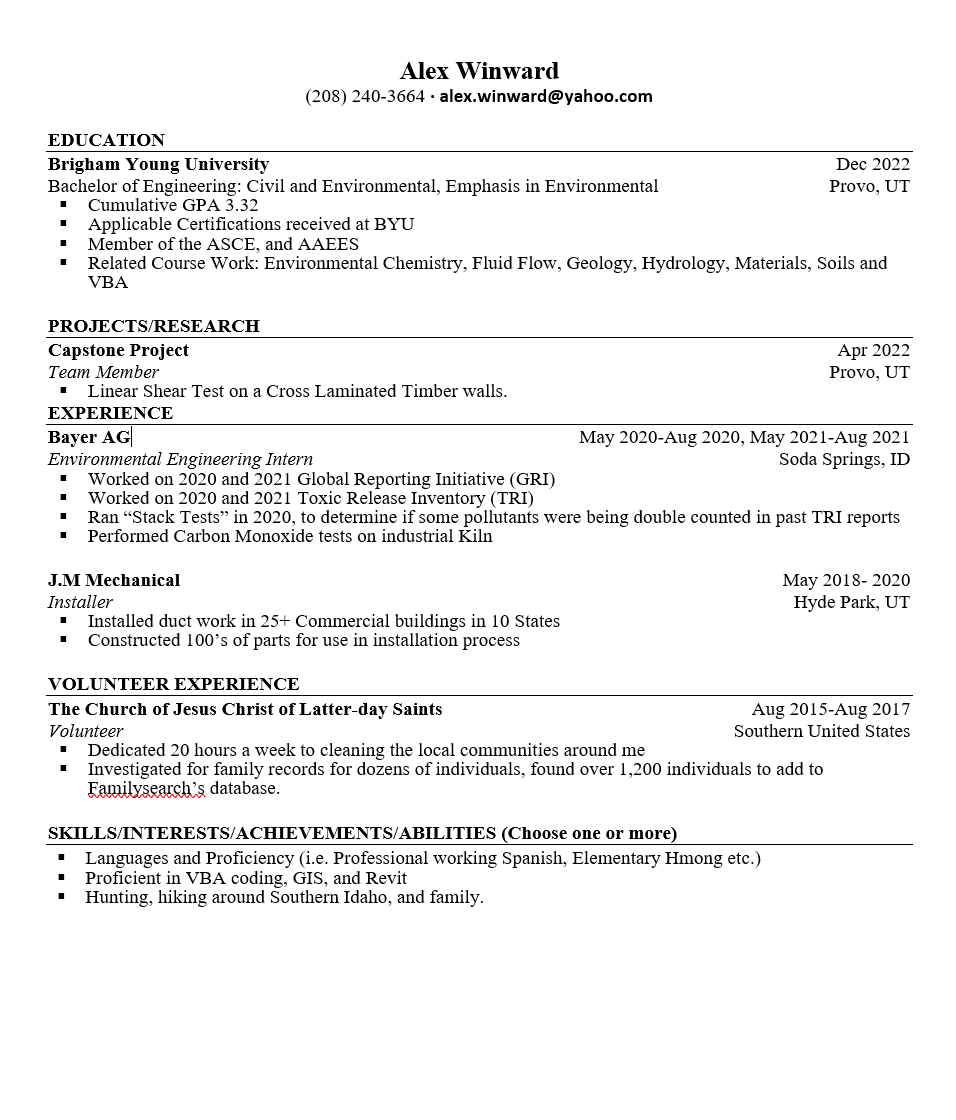 Alex Winward
(208) 240-3664 · alex.winward@yahoo.com
EDUCATION
Brigham Young University Dec 2022
Bachelor of Engineering: Civil and Environmental, Emphasis in Environmental Provo, UT
▪ Cumulative GPA 3.32
▪ Applicable Certifications received at BYU
▪ Member of the ASCE, and AAEES
▪ Related Course Work: Environmental Chemistry, Fluid Flow, Geology, Hydrology, Materials, Soils and
VBA
PROJECTS/RESEARCH
Capstone Project Apr 2022
Team Member Provo, UT
▪ Linear Shear Test on a Cross Laminated Timber walls.
EXPERIENCE
Bayer AG May 2020-Aug 2020, May 2021-Aug 2021
Environmental Engineering Intern Soda Springs, ID
▪ Worked on 2020 and 2021 Global Reporting Initiative (GRI)
▪ Worked on 2020 and 2021 Toxic Release Inventory (TRI)
▪ Ran “Stack Tests” in 2020, to determine if some pollutants were being double counted in past TRI reports
▪ Performed Carbon Monoxide tests on industrial Kiln
J.M Mechanical May 2018- 2020
Installer Hyde Park, UT
▪ Installed duct work in 25+ Commercial buildings in 10 States
▪ Constructed 100’s of parts for use in installation process
VOLUNTEER EXPERIENCE
The Church of Jesus Christ of Latter-day Saints Aug 2015-Aug 2017
Volunteer Southern United States
▪ Dedicated 20 hours a week to cleaning the local communities around me
▪ Investigated for family records for dozens of individuals, found over 1,200 individuals to add to
Familysearch’s database.
SKILLS/INTERESTS/ACHIEVEMENTS/ABILITIES (Choose one or more)
▪ Languages and Proficiency (i.e. Professional working Spanish, Elementary Hmong etc.)
▪ Proficient in VBA coding, GIS, and Revit
▪ Hunting, hiking around Southern Idaho, and family.